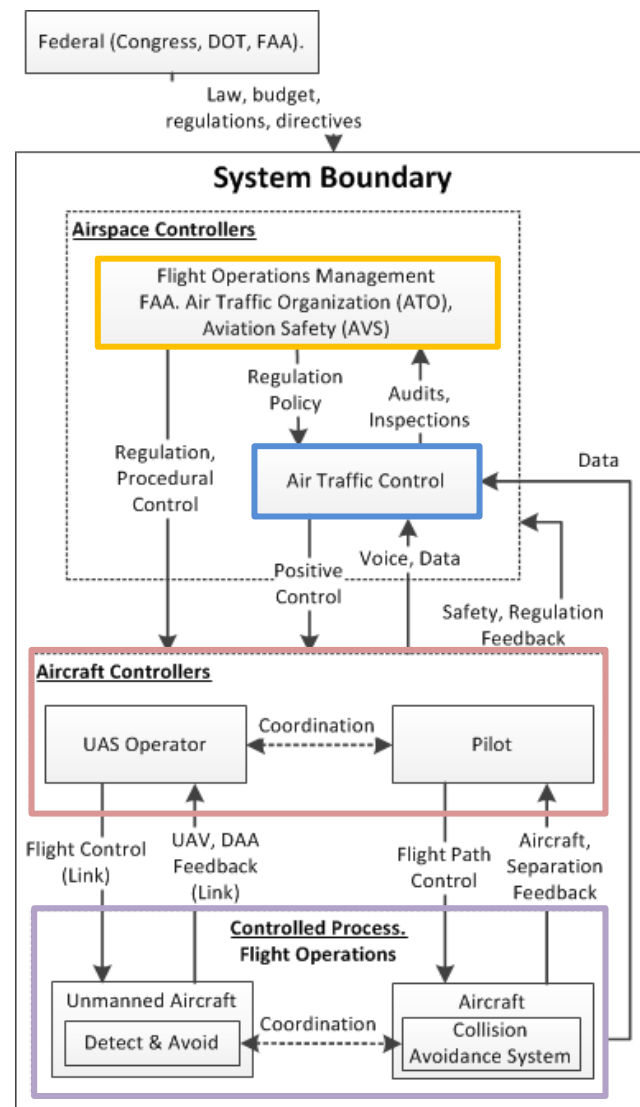 Federal (Congress, DOT, FAA).
Law, budget,
regulations, directives
System Boundary
Airspace Controllers
Flight Operations Management
FAA. Air Traffic Organization (ATO),
Aviation Safety (AVS)
Regulation
Policy
Audits,
Inspections
Regulation,
Procedural
Control
Air Traffic Control
Data
Positive
Control
Voice, Data
Safety, Regulation
Feedback
Aircraft Controllers
UAS Operator
Coordination
Pilot
Flight Control
(Link)
UAV, DAA
Feedback
(Link)
Flight Path
Control
Aircraft,
Separation
Feedback
Controlled Process.
Flight Operations
Unmanned Aircraft
Detect & Avoid
Coordination
Aircraft
Collision
Avoidance System